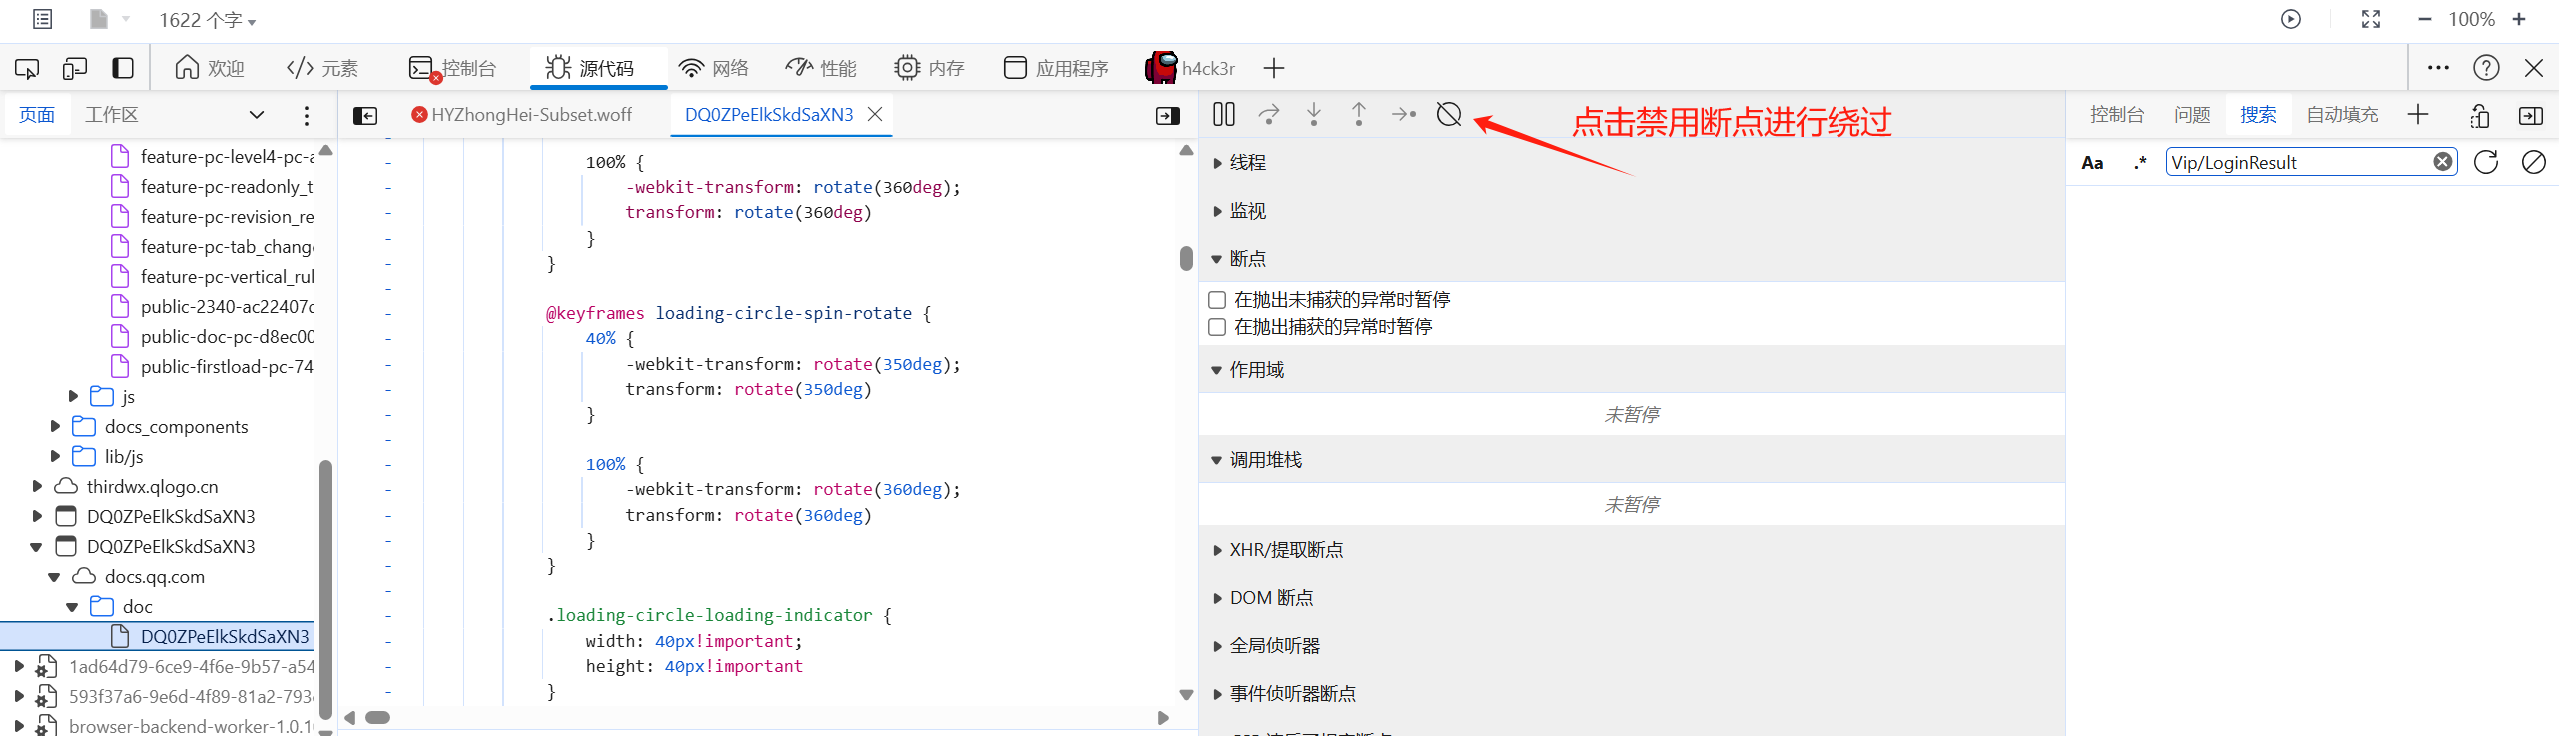 1622 个字
100%
欢迎
元素
控制台
源代码
网络
性能
内存
应用程序
h4ck3r
页面
工作区
HYZhongHei-Subset.woff
DQ0ZPeElkSkdSaXN3
点击禁用断点进行绕过
控制台
问题
搜索
自动填充
Aa
.*
Vip/LoginResult
feature-pc-level4-pc-a
feature-pc-readonly_t
feature-pc-revision_re
feature-pc-tab_chang
feature-pc-vertical_rul
public-2340-ac22407c
public-doc-pc-d8ec00
public-firstload-pc-74
js
docs_components
lib/js
thirdwx.qlogo.cn
DQ0ZPeElkSkdSaXN3
DQ0ZPeElkSkdSaXN3
docs.qq.com
doc
DQ0ZPeElkSkdSaXN3
1ad64d79-6ce9-4f6e-9b57-a54
593f37a6-9e6d-4f89-81a2-793
browser-backend-worker-1.0.1
100% {
-webkit-transform: rotate(360deg);
transform: rotate(360deg)
}
}
@keyframes loading-circle-spin-rotate {
40% {
-webkit-transform: rotate(350deg);
transform: rotate(350deg)
}
100% {
-webkit-transform: rotate(360deg);
transform: rotate(360deg)
}
}
.loading-circle-loading-indicator {
width: 40px!important;
height: 40px!important
}
线程
监视
断点
在抛出未捕获的异常时暂停
在抛出捕获的异常时暂停
作用域
未暂停
调用堆栈
未暂停
XHR/提取断点
DOM 断点
全局侦听器
事件侦听器断点